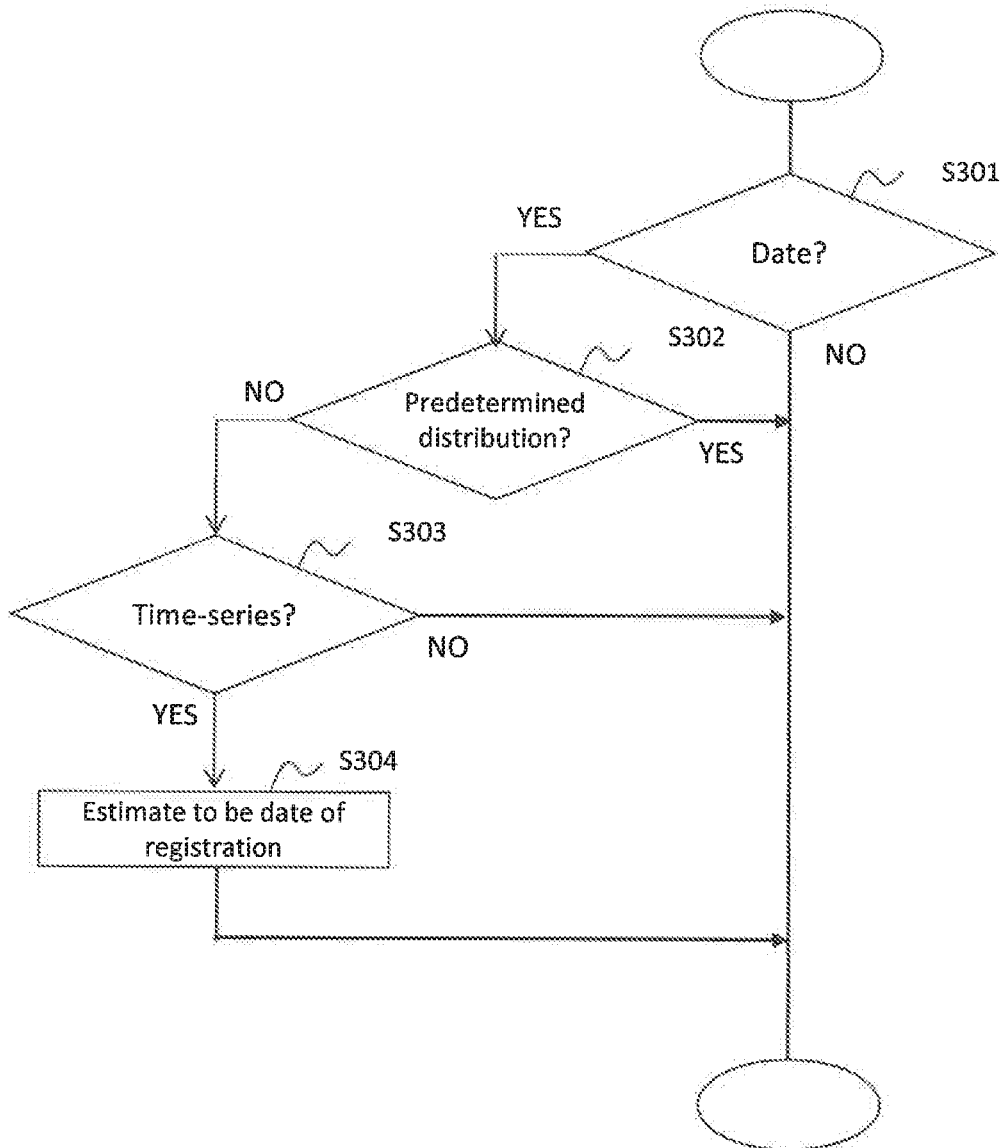 S301
YES
Date?
S302
NO
NO
Predetermined
distribution?
YES
S303
Time-series?
NO
YES
S304
Estimate to be date of
registration